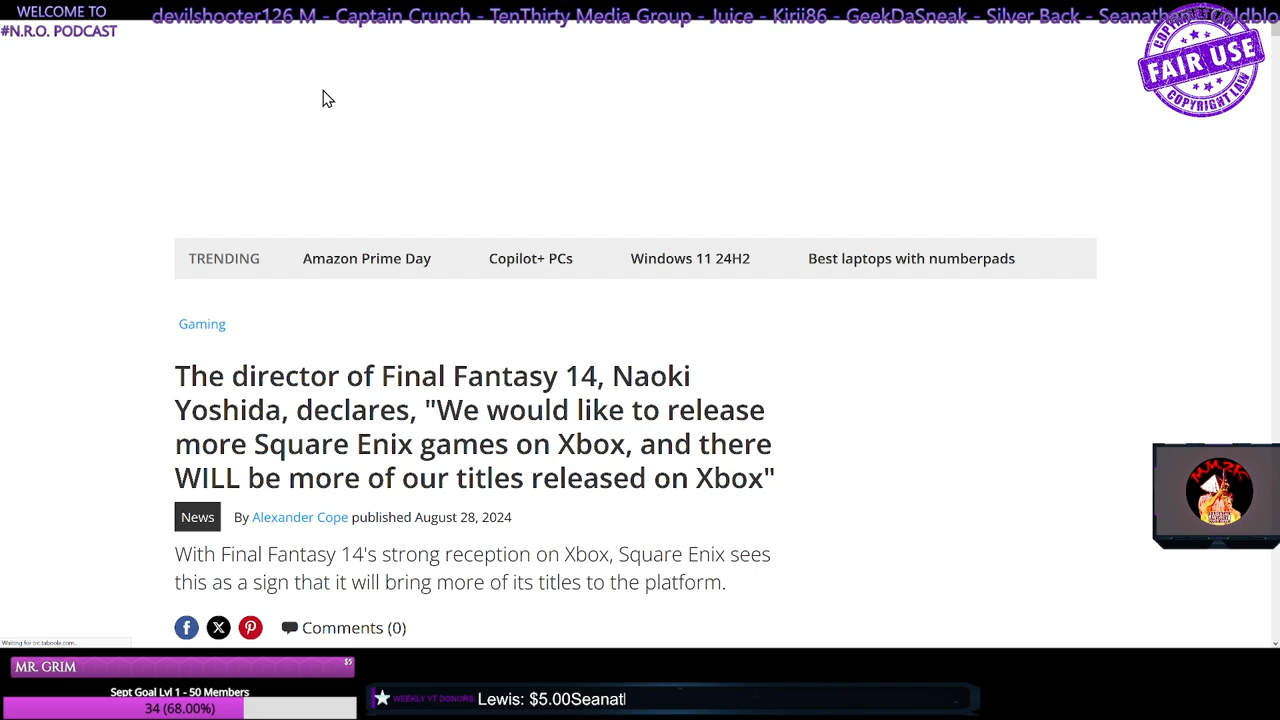 WELCOME TO
#N.R.O. PODCAST
devilshooter126 M - Captain Crunch - TenThirty Media Group - Juice - Kirii86 - GeekDaSneak - Silver Back -
COPYRIGHT LAW
FAIR USE
COPYRIGHT LAW
TRENDING Amazon Prime Day Copilot+ PCs Windows 11 24H2 Best laptops with numberpads
Gaming
The director of Final Fantasy 14, Naoki
Yoshida, declares, "We would like to release
more Square Enix games on Xbox, and there
WILL be more of our titles released on Xbox"
News By Alexander Cope published August 28, 2024
With Final Fantasy 14's strong reception on Xbox, Square Enix sees
this as a sign that it will bring more of its titles to the platform.
Comments (0)
MM2K
Waiting for trc.taboola.com...
MR. GRIM $5
Sept Goal Lvl 1 - 50 Members
34 (68.00%)
WEEKLY YT DONORS: Lewis: $5.00Seanat